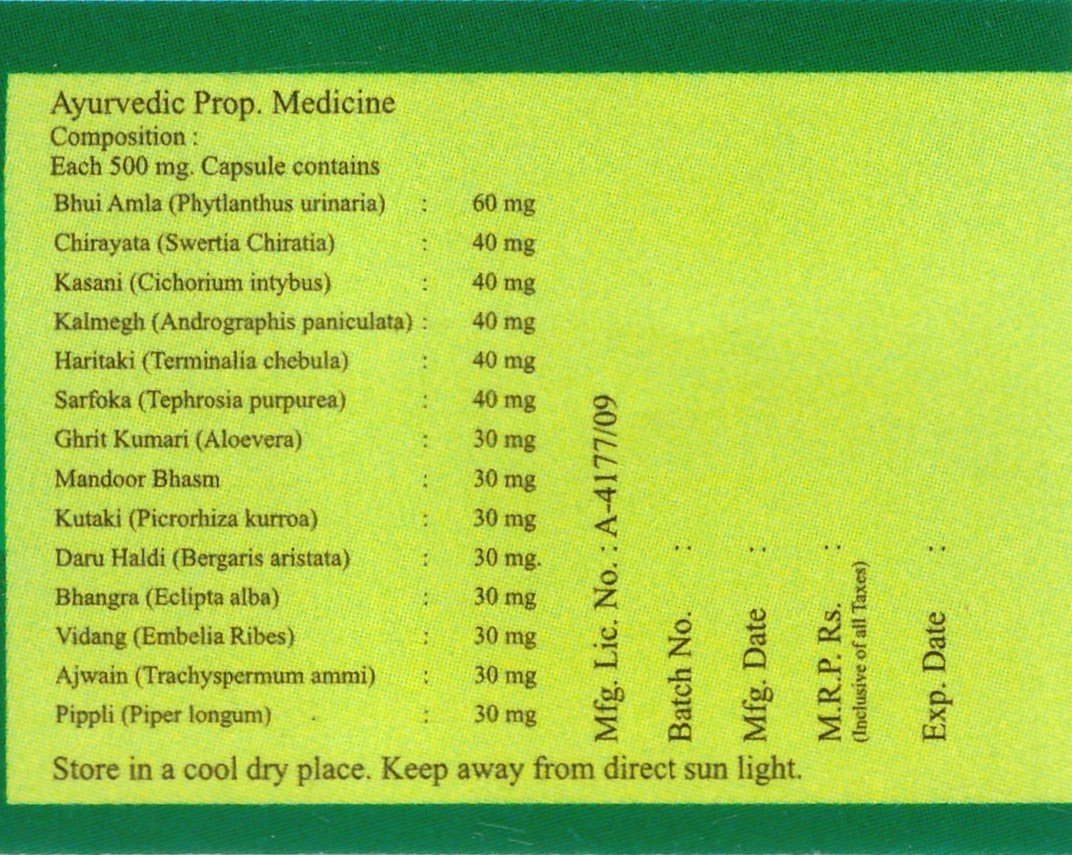 Ayurvedic Prop. Medicine
Composition :
Each 500 mg. Capsule contains
Bhui Amla (Phytlanthus urinaria) : 60 mg
Chirayata (Swertia Chiratia) : 40 mg
Kasani (Cichorium intybus) : 40 mg
Kalmegh (Andrographis paniculata) : 40 mg
Haritaki (Terminalia chebula) : 40 mg
Sarfoka (Tephrosia purpurea) : 40 mg
Ghrit Kumari (Aloevera) : 30 mg
Mandoor Bhasm : 30 mg
Kutaki (Picrorhiza kurroa) : 30 mg
Daru Haldi (Bergaris aristata) : 30 mg.
Bhangra (Eclipta alba) : 30 mg
Vidang (Embelia Ribes) : 30 mg
Ajwain (Trachyspermum ammi) : 30 mg
Pippli (Piper longum) : 30 mg
Mfg. Lic. No. : A-4177/09
Batch No. :
Mfg. Date :
M.R.P. Rs. :
(Inclusive of all Taxes)
Exp. Date :
Store in a cool dry place. Keep away from direct sun light.